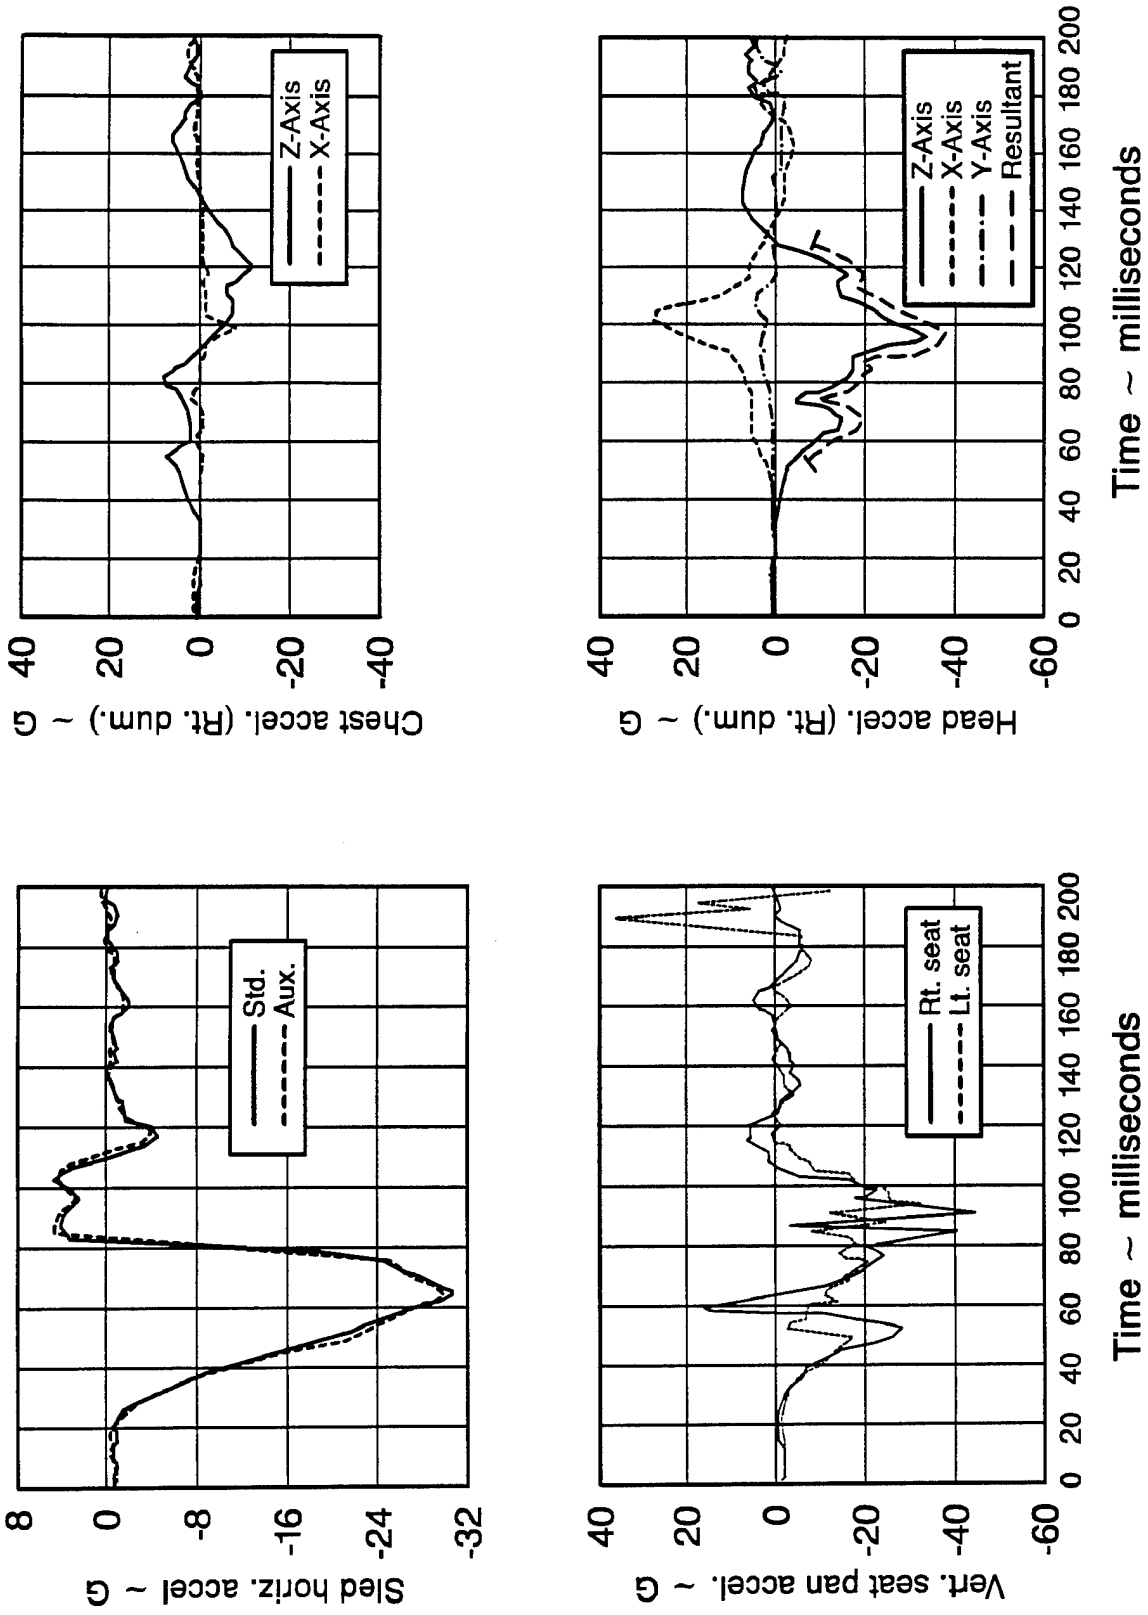 8
0
-8
-16
-24
-32
Sled horiz. accel ~ G
Std.
Aux.
40
20
0
-20
-40
Chest accel. (Rt. dum.) ~ G
Z-Axis
X-Axis
40
20
0
-20
-40
-60
Vert. seat pan accel. ~ G
Rt. seat
Lt. seat
0 20 40 60 80 100 120 140 160 180 200
Time ~ milliseconds
40
20
0
-20
-40
-60
Head accel. (Rt. dum.) ~ G
Z-Axis
X-Axis
Y-Axis
Resultant
0 20 40 60 80 100 120 140 160 180 200
Time ~ milliseconds